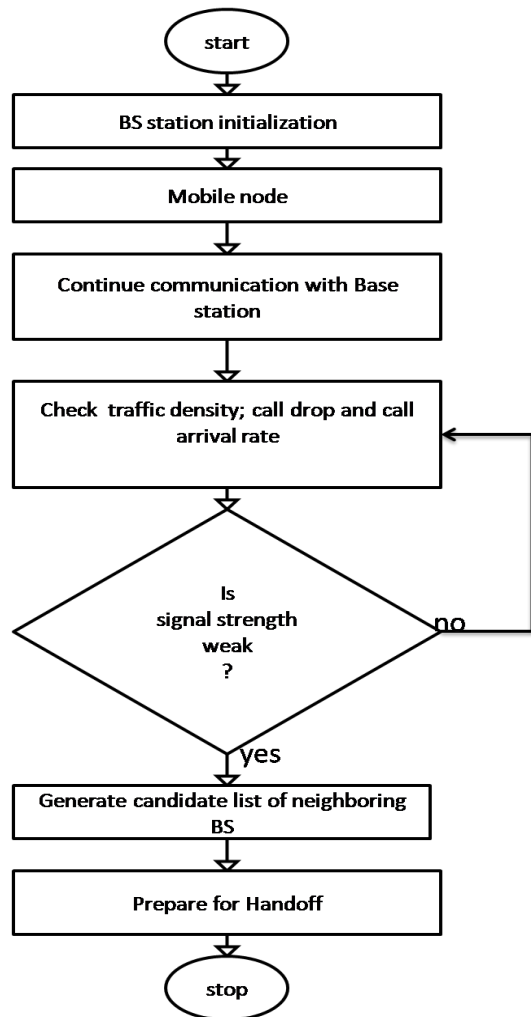 start
BS station initialization
Mobile node
Continue communication with Base
station
Check traffic density; call drop and call
arrival rate
Is
signal strength
weak
?
no
yes
Generate candidate list of neighboring
BS
Prepare for Handoff
stop